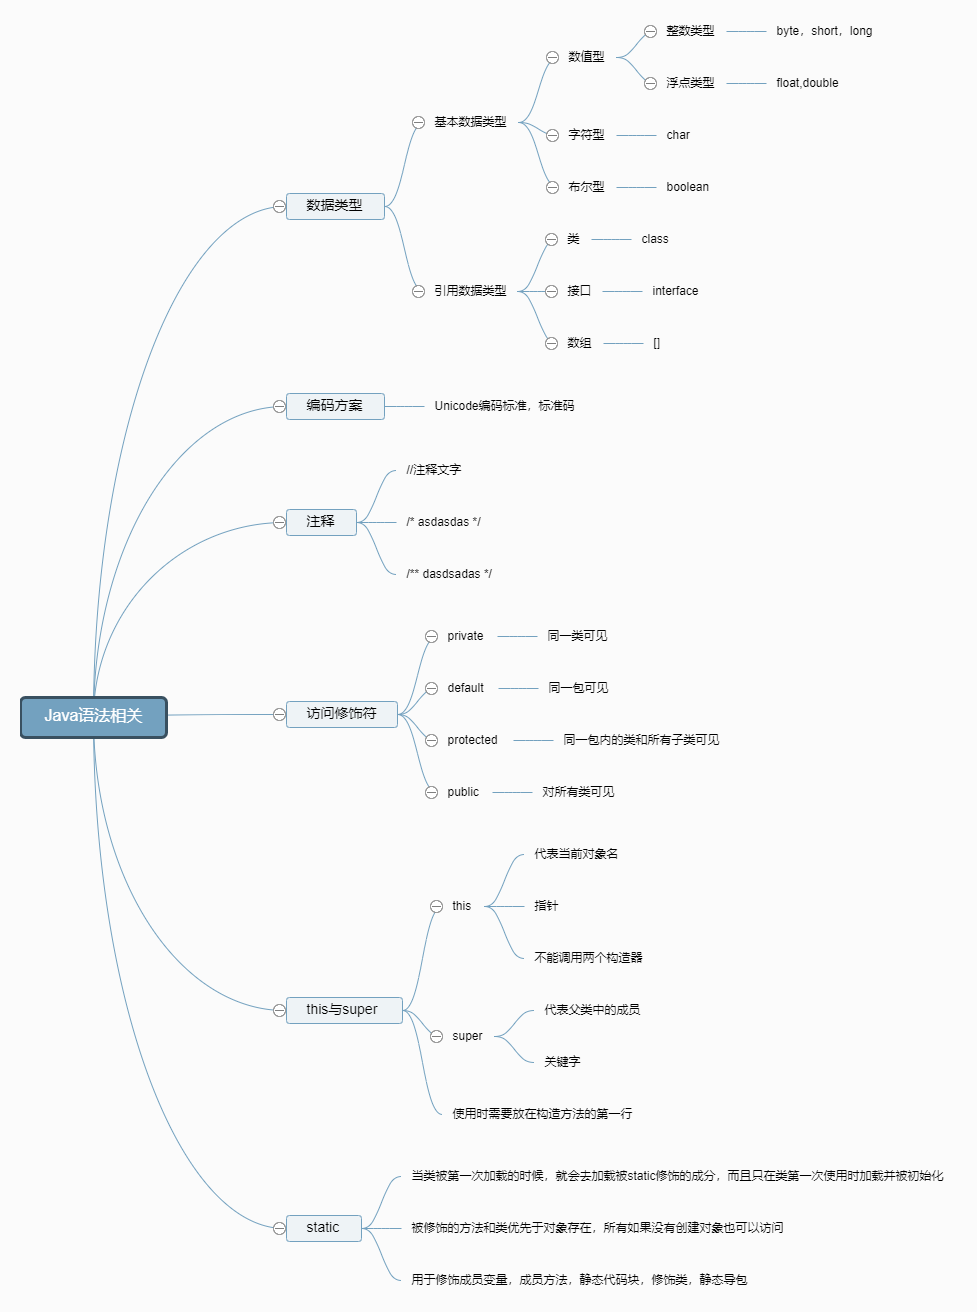 Java语法相关
数据类型
基本数据类型
数值型
整数类型
byte，short，long
浮点类型
float,double
字符型
char
布尔型
boolean
引用数据类型
类
class
接口
interface
数组
[]
编码方案
Unicode编码标准，标准码
注释
//注释文字
/* asdasdas */
/** dasdsadas */
访问修饰符
private
同一类可见
default
同一包可见
protected
同一包内的类和所有子类可见
public
对所有类可见
this与super
this
代表当前对象名
指针
不能调用两个构造器
super
代表父类中的成员
关键字
使用时需要放在构造方法的第一行
static
当类被第一次加载的时候，就会去加载被static修饰的成分，而且只在类第一次使用时加载并被初始化
被修饰的方法和类优先于对象存在，所有如果没有创建对象也可以访问
用于修饰成员变量，成员方法，静态代码块，修饰类，静态导包